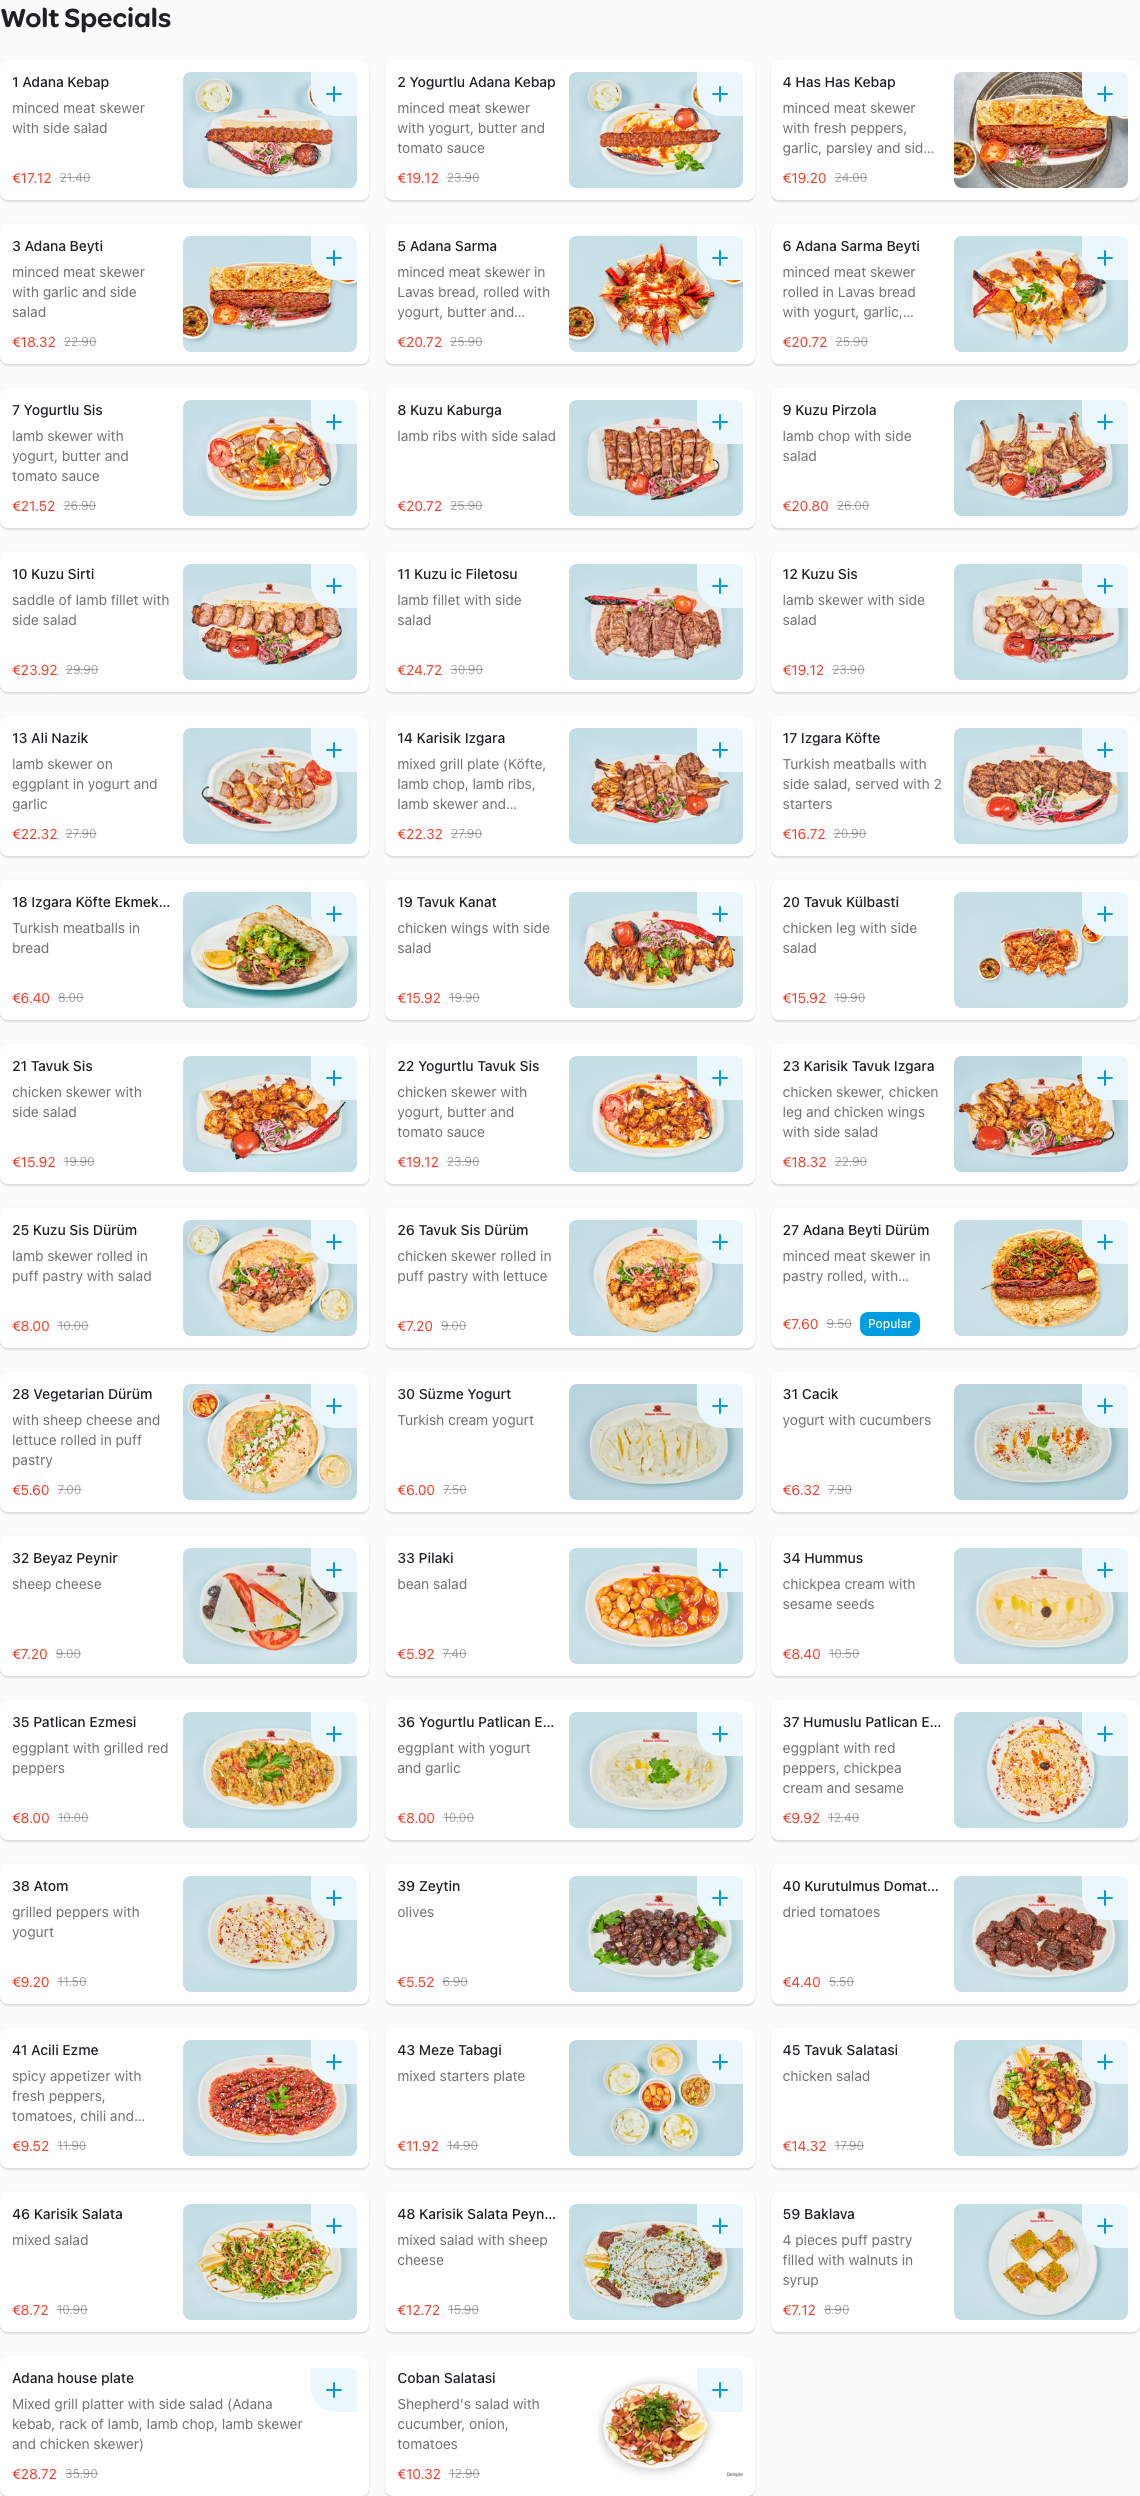 Wolt Specials
1 Adana Kebap
minced meat skewer
with side salad
€17.12 21.40
2 Yogurtlu Adana Kebap
minced meat skewer
with yogurt, butter and
tomato sauce
€19.12 23.90
4 Has Has Kebap
minced meat skewer
with fresh peppers,
garlic, parsley and sid...
€19.20 24.00
3 Adana Beyti
minced meat skewer
with garlic and side
salad
€18.32 22.90
5 Adana Sarma
minced meat skewer in
Lavas bread, rolled with
yogurt, butter and...
€20.72 25.90
6 Adana Sarma Beyti
minced meat skewer
rolled in Lavas bread
with yogurt, garlic,...
€20.72 25.90
7 Yogurtlu Sis
lamb skewer with
yogurt, butter and
tomato sauce
€21.52 26.90
8 Kuzu Kaburga
lamb ribs with side salad
€20.72 25.90
9 Kuzu Pirzola
lamb chop with side
salad
€20.80 26.00
10 Kuzu Sirti
saddle of lamb fillet with
side salad
€23.92 29.90
11 Kuzu ic Filetosu
lamb fillet with side
salad
€24.72 30.90
12 Kuzu Sis
lamb skewer with side
salad
€19.12 23.90
13 Ali Nazik
lamb skewer on
eggplant in yogurt and
garlic
€22.32 27.90
14 Karisik Izgara
mixed grill plate (Köfte,
lamb chop, lamb ribs,
lamb skewer and...
€22.32 27.90
17 Izgara Köfte
Turkish meatballs with
side salad, served with 2
starters
€16.72 20.90
18 Izgara Köfte Ekmek...
Turkish meatballs in
bread
€6.40 8.00
19 Tavuk Kanat
chicken wings with side
salad
€15.92 19.90
20 Tavuk Külbasti
chicken leg with side
salad
€15.92 19.90
21 Tavuk Sis
chicken skewer with
side salad
€15.92 19.90
22 Yogurtlu Tavuk Sis
chicken skewer with
yogurt, butter and
tomato sauce
€19.12 23.90
23 Karisik Tavuk Izgara
chicken skewer, chicken
leg and chicken wings
with side salad
€18.32 22.90
25 Kuzu Sis Dürüm
lamb skewer rolled in
puff pastry with salad
€8.00 10.00
26 Tavuk Sis Dürüm
chicken skewer rolled in
puff pastry with lettuce
€7.20 9.00
27 Adana Beyti Dürüm
minced meat skewer in
pastry rolled, with...
€7.60 9.50 Popular
28 Vegetarian Dürüm
with sheep cheese and
lettuce rolled in puff
pastry
€5.60 7.00
30 Süzme Yogurt
Turkish cream yogurt
€6.00 7.50
31 Cacik
yogurt with cucumbers
€6.32 7.90
32 Beyaz Peynir
sheep cheese
€7.20 9.00
33 Pilaki
bean salad
€5.92 7.40
34 Hummus
chickpea cream with
sesame seeds
€8.40 10.50
35 Patlican Ezmesi
eggplant with grilled red
peppers
€8.00 10.00
36 Yogurtlu Patlican E...
eggplant with yogurt
and garlic
€8.00 10.00
37 Humuslu Patlican E...
eggplant with red
peppers, chickpea
cream and sesame
€9.92 12.40
38 Atom
grilled peppers with
yogurt
€9.20 11.50
39 Zeytin
olives
€5.52 6.90
40 Kurutulmus Domat...
dried tomatoes
€4.40 5.50
41 Acili Ezme
spicy appetizer with
fresh peppers,
tomatoes, chili and...
€9.52 11.90
43 Meze Tabagi
mixed starters plate
€11.92 14.90
45 Tavuk Salatasi
chicken salad
€14.32 17.90
46 Karisik Salata
mixed salad
€8.72 10.90
48 Karisik Salata Peyn...
mixed salad with sheep
cheese
€12.72 15.90
59 Baklava
4 pieces puff pastry
filled with walnuts in
syrup
€7.12 8.90
Adana house plate
Mixed grill platter with side salad (Adana
kebab, rack of lamb, lamb chop, lamb skewer
and chicken skewer)
€28.72 35.90
Coban Salatasi
Shepherd's salad with
cucumber, onion,
tomatoes
€10.32 12.90